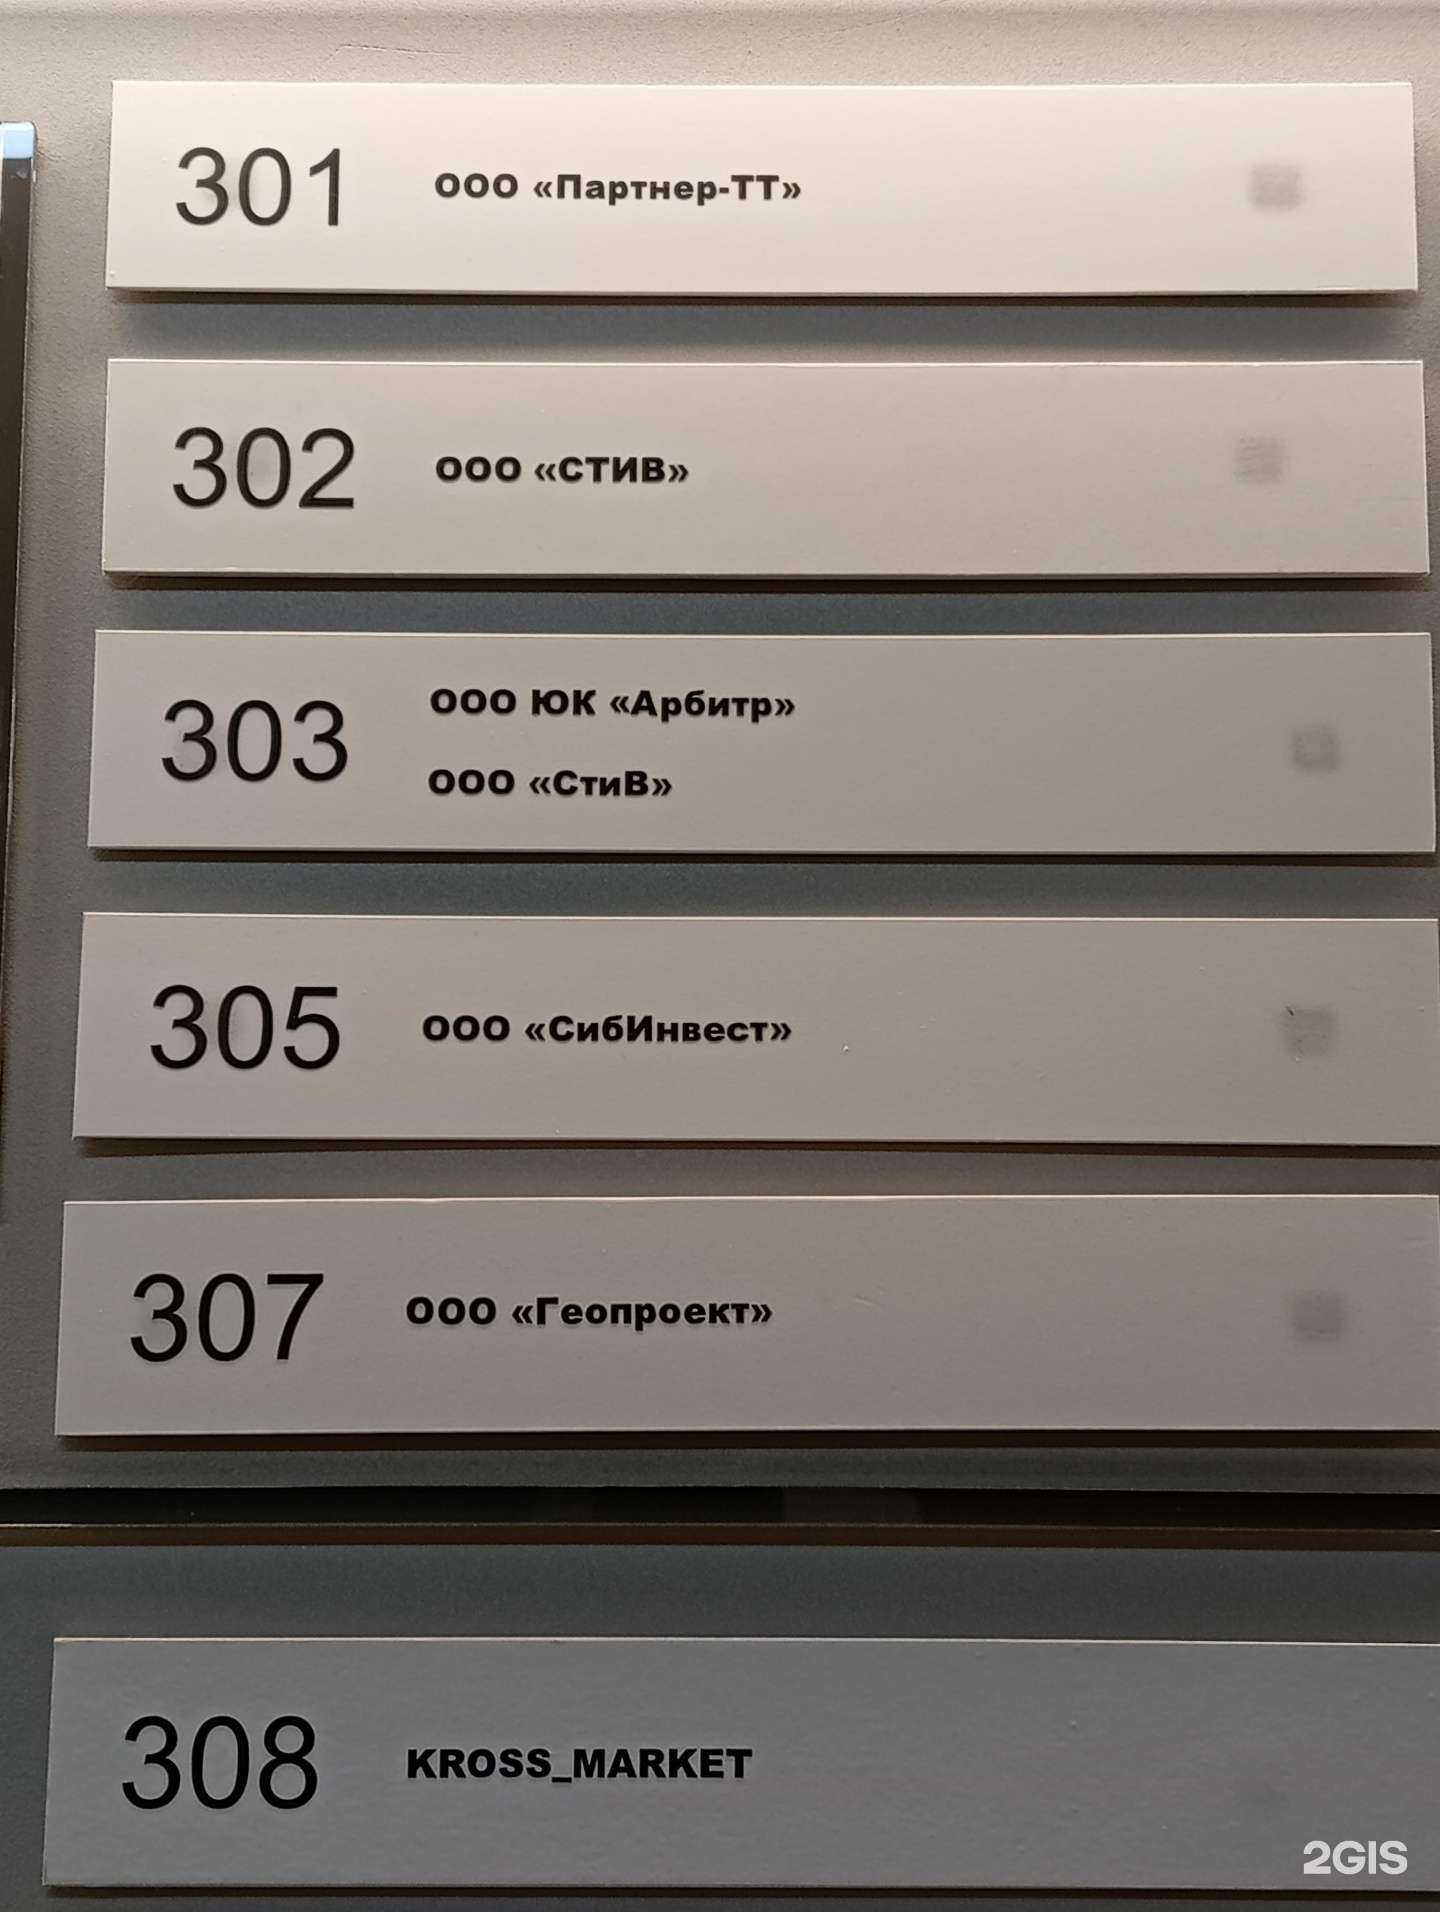 301 ООО «Партнер-ТТ»
302 ООО «СТИВ»
303 ООО ЮК «Арбитр»
ООО «СтиВ»
305 ООО «СибИнвест»
307 ООО «Геопроект»
308 KROSS_MARKET
2GIS